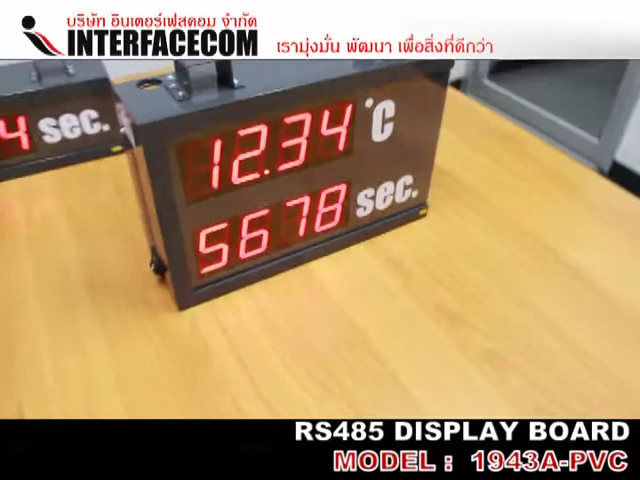 บริษัท อินเตอร์เฟสคอม จำกัด
INTERFACECOM
เรามุ่งมั่น พัฒนา เพื่อสิ่งที่ดีกว่า
12.34 °C
5678 sec.
4 sec.
RS485 DISPLAY BOARD
MODEL : 1943A-PVC